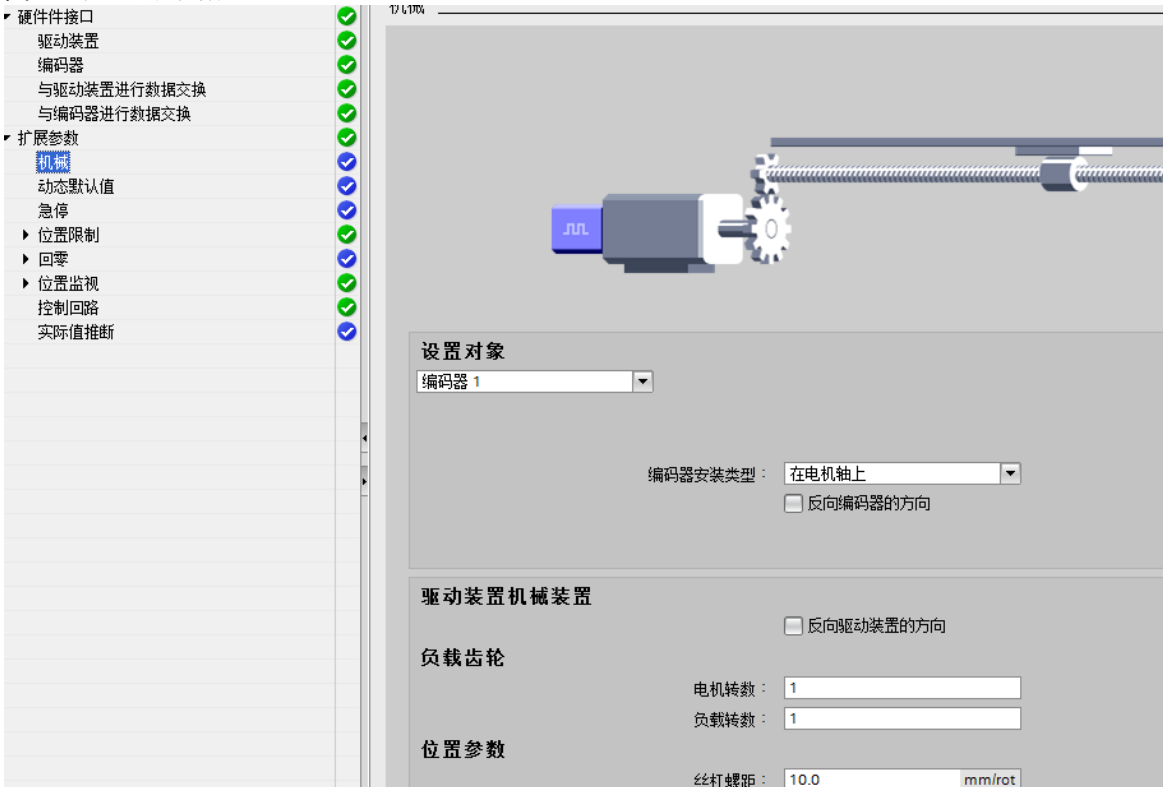 硬件件接口
驱动装置
编码器
与驱动装置进行数据交换
与编码器进行数据交换
扩展参数
机械
动态默认值
急停
位置限制
回零
位置监视
控制回路
实际值推断
机械
设置对象
编码器 1
编码器安装类型：
在电机轴上
反向编码器的方向
驱动装置机械装置
反向驱动装置的方向
负载齿轮
电机转数：
1
负载转数：
1
位置参数
丝杠螺距：
10.0
mm/rot